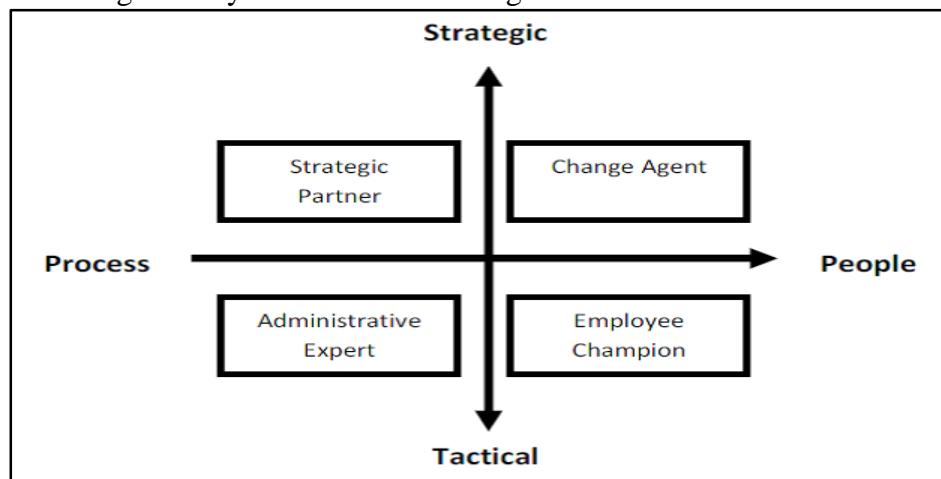 Strategic
Strategic
Partner
Change Agent
Process
People
Administrative
Expert
Employee
Champion
Tactical